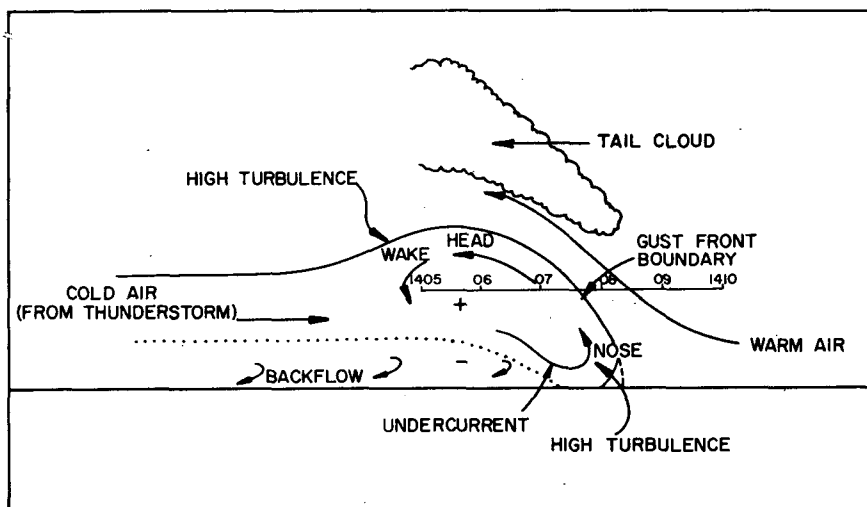 TAIL CLOUD
HIGH TURBULENCE
HEAD
WAKE
GUST FRONT
BOUNDARY
1405 06 07 08 09 1410
COLD AIR
(FROM THUNDERSTORM)
+
WARM AIR
NOSE
-
BACKFLOW
UNDERCURRENT
HIGH TURBULENCE